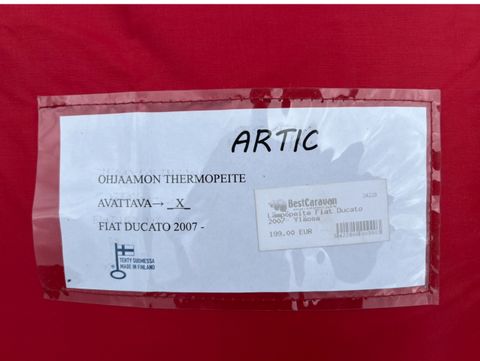 ARTIC
OHJAAMON THERMOPEITE
AVATTAVA→ _X_
FIAT DUCATO 2007 -
TEHTY SUOMESSA
MADE IN FINLAND
BestCaravan
Lämpöpeite Fiat Ducato
2007- Yläosa
199.00 EUR